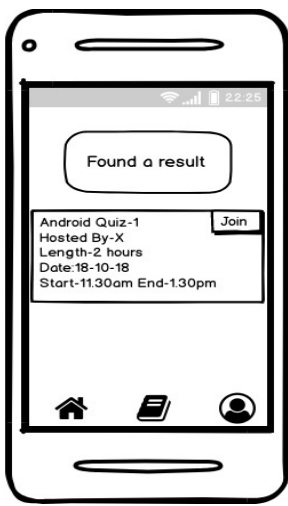 22:25
Found a result
Android Quiz-1
Join
Hosted By-X
Length-2 hours
Date:18-10-18
Start-11.30am End-1.30pm